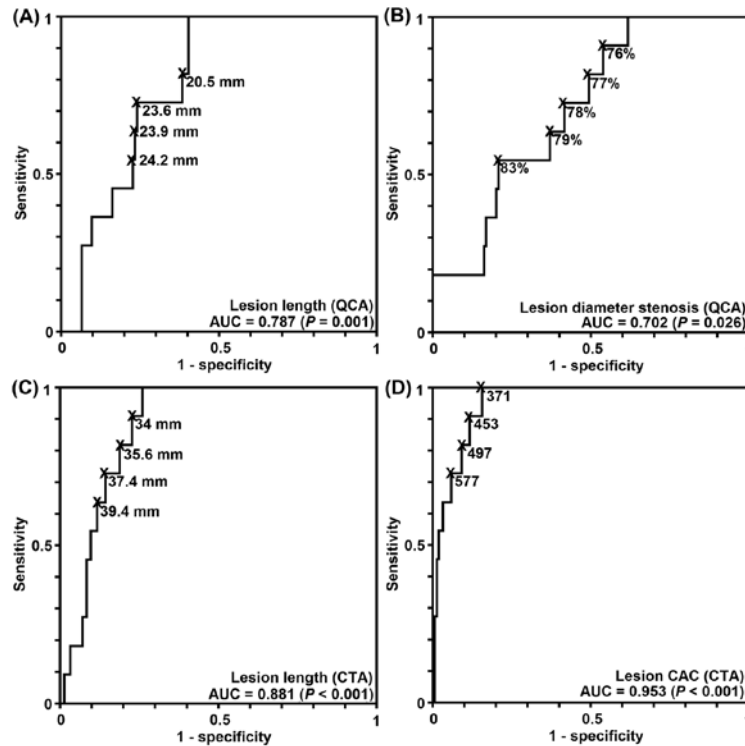 (A)
1
0.5
0
Sensitivity
20.5 mm
23.6 mm
23.9 mm
24.2 mm
Lesion length (QCA)
AUC = 0.787 (P = 0.001)
0
0.5
1
1 - specificity
(B)
1
0.5
0
Sensitivity
76%
77%
78%
79%
83%
Lesion diameter stenosis (QCA)
AUC = 0.702 (P = 0.026)
0
0.5
1
1 - specificity
(C)
1
0.5
0
Sensitivity
34 mm
35.6 mm
37.4 mm
39.4 mm
Lesion length (CTA)
AUC = 0.881 (P < 0.001)
0
0.5
1
1 - specificity
(D)
1
0.5
0
Sensitivity
371
453
497
577
Lesion CAC (CTA)
AUC = 0.953 (P < 0.001)
0
0.5
1
1 - specificity